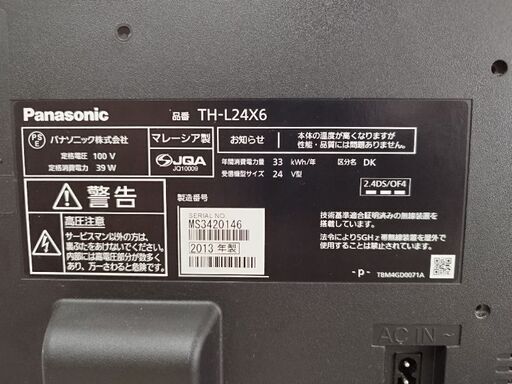 Panasonic
品番 TH-L24X6
PS
E
パナソニック株式会社
定格電圧 100 V
定格消費電力 39 W
マレーシア製
JQA
JQ10009
お知らせ
本体の温度が高くなりますが
性能・品質には問題ありません。
年間消費電力量 33 kWh/年 区分名 DK
受信機型サイズ 24 V型
警告
高圧注意
サービスマン以外の方は、
裏ぶたをあけないでください。
内部には高電圧部分が数多く
あり、万一さわると危険です。
製造番号
SERIAL NO.
MS3420146
2013 年製
2.4DS/OF4
技術基準適合証明済みの無線装置を
搭載しています。
法令により5GHz帯無線装置を屋外で
使用することは禁止されています。
-p-
TBM4GD0071A
AC IN ~